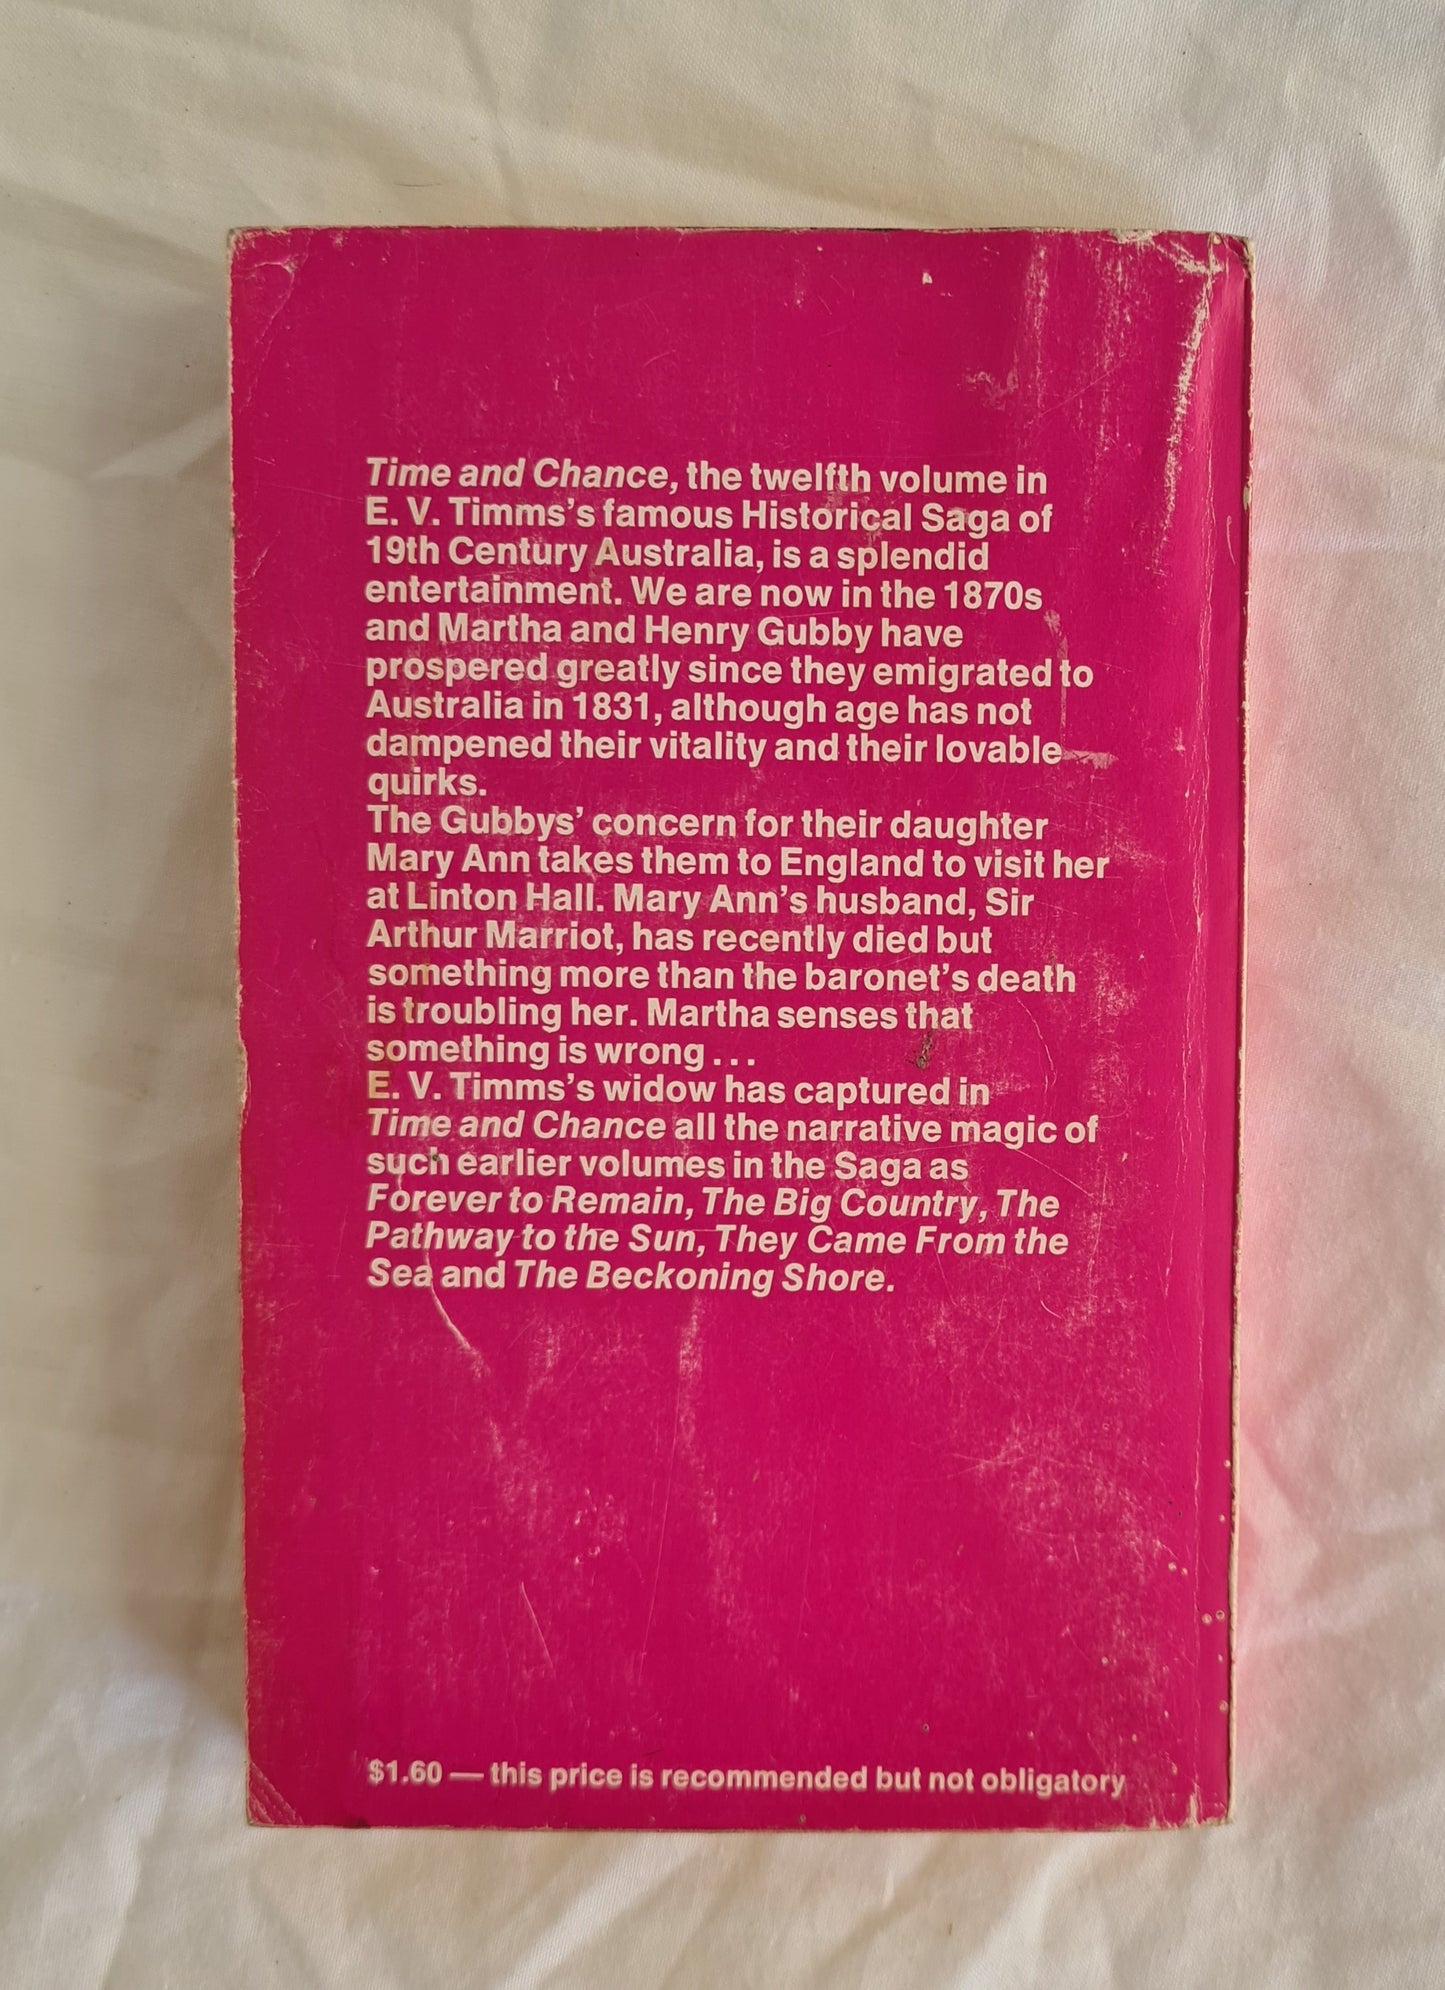 Time and Chance, the twelfth volume in
E. V. Timms's famous Historical Saga of
19th Century Australia, is a splendid
entertainment. We are now in the 1870s
and Martha and Henry Gubby have
prospered greatly since they emigrated to
Australia in 1831, although age has not
dampened their vitality and their lovable
quirks.
The Gubbys' concern for their daughter
Mary Ann takes them to England to visit her
at Linton Hall. Mary Ann's husband, Sir
Arthur Marriot, has recently died but
something more than the baronet's death
is troubling her. Martha senses that
something is wrong . . .
E. V. Timms's widow has captured in
Time and Chance all the narrative magic of
such earlier volumes in the Saga as
Forever to Remain, The Big Country, The
Pathway to the Sun, They Came From the
Sea and The Beckoning Shore.
$1.60 — this price is recommended but not obligatory